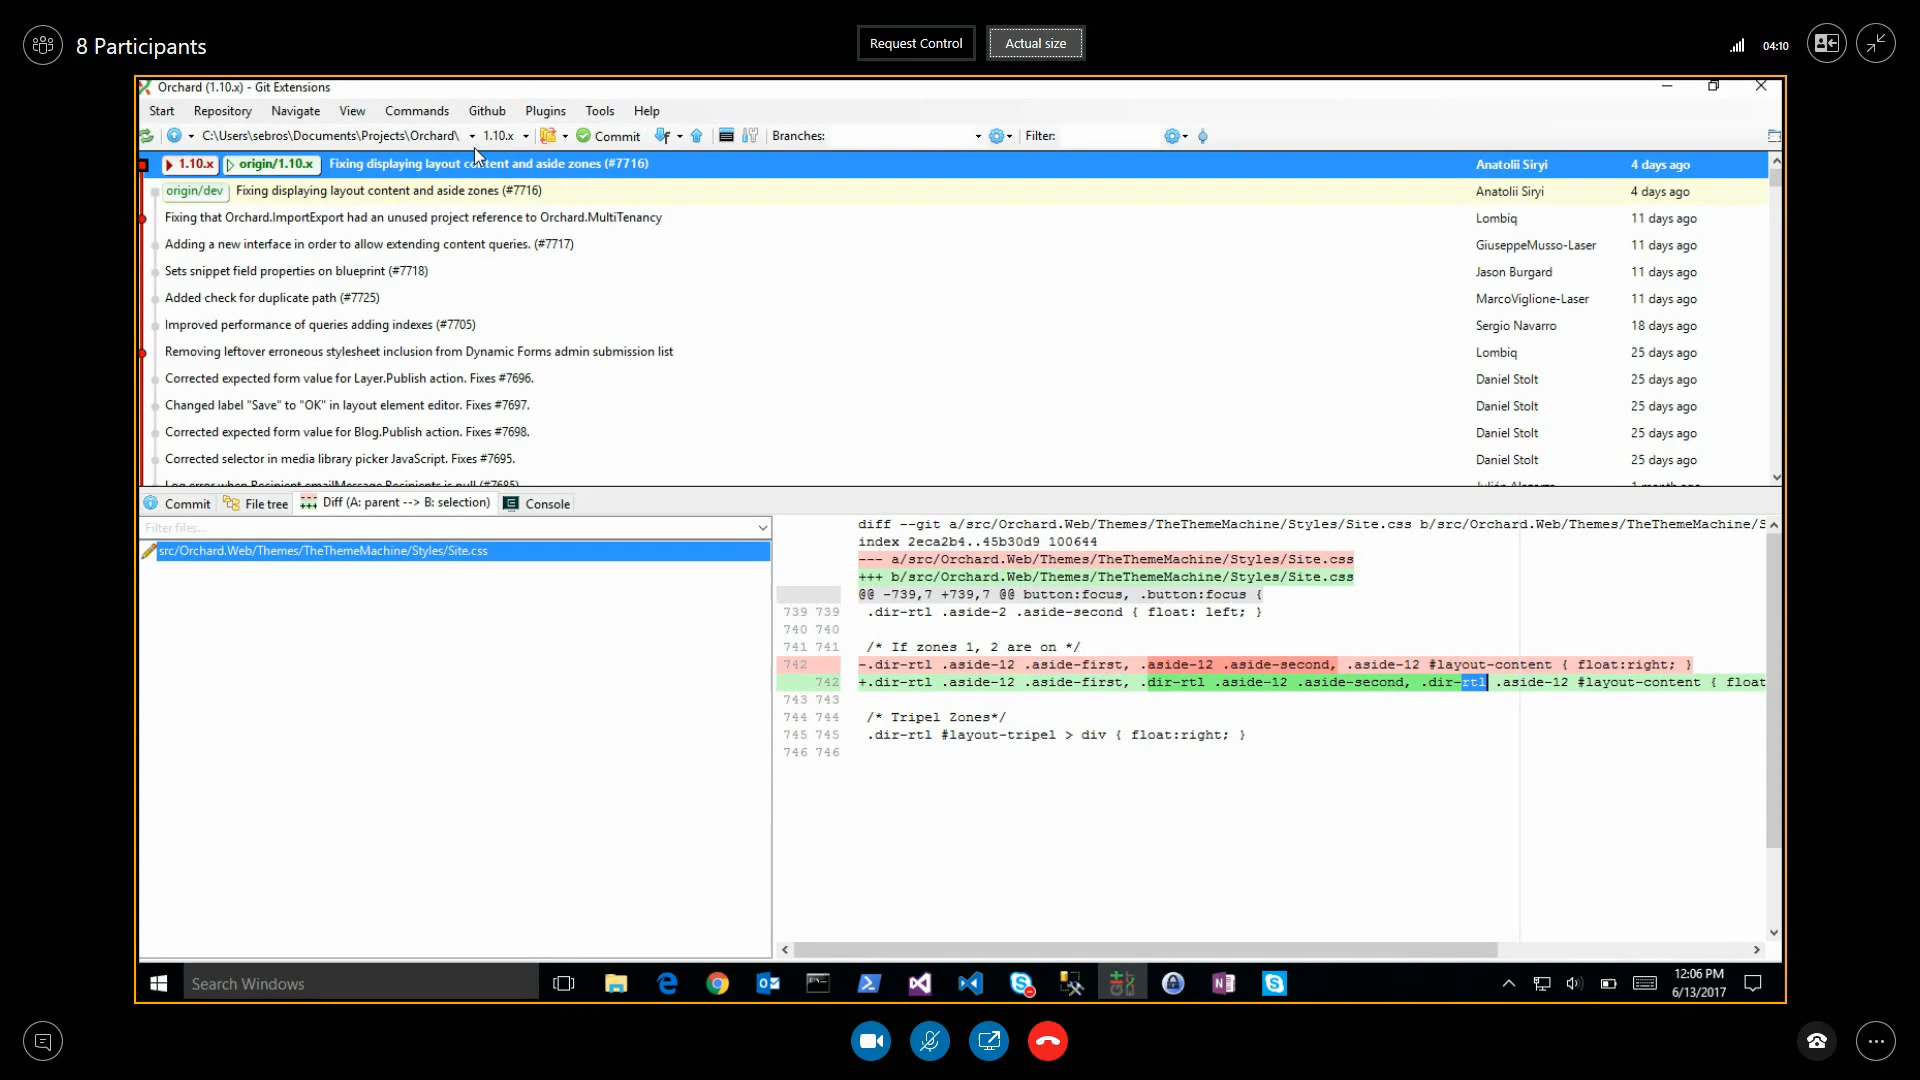 8 Participants
Request Control
Actual size
04:10
Orchard (1.10.x) - Git Extensions
Start Repository Navigate View Commands Github Plugins Tools Help
C:\Users\sebros\Documents\Projects\Orchard\ 1.10.x Commit Branches: Filter:
1.10.x origin/1.10.x Fixing displaying layout content and aside zones (#7716) Anatolii Siryi 4 days ago
origin/dev Fixing displaying layout content and aside zones (#7716) Anatolii Siryi 4 days ago
Fixing that Orchard.ImportExport had an unused project reference to Orchard.MultiTenancy Lombiq 11 days ago
Adding a new interface in order to allow extending content queries. (#7717) GiuseppeMusso-Laser 11 days ago
Sets snippet field properties on blueprint (#7718) Jason Burgard 11 days ago
Added check for duplicate path (#7725) MarcoViglione-Laser 11 days ago
Improved performance of queries adding indexes (#7705) Sergio Navarro 18 days ago
Removing leftover erroneous stylesheet inclusion from Dynamic Forms admin submission list Lombiq 25 days ago
Corrected expected form value for Layer.Publish action. Fixes #7696. Daniel Stolt 25 days ago
Changed label "Save" to "OK" in layout element editor. Fixes #7697. Daniel Stolt 25 days ago
Corrected expected form value for Blog.Publish action. Fixes #7698. Daniel Stolt 25 days ago
Corrected selector in media library picker JavaScript. Fixes #7695. Daniel Stolt 25 days ago
Log error when Recipient emailMessage.Recipients is null (#7685) 1 month ago
Commit File tree Diff (A: parent --> B: selection) Console
Filter files...
src/Orchard.Web/Themes/TheThemeMachine/Styles/Site.css
diff --git a/src/Orchard.Web/Themes/TheThemeMachine/Styles/Site.css b/src/Orchard.Web/Themes/TheThemeMachine/S
index 2eca2b4..45b30d9 100644
--- a/src/Orchard.Web/Themes/TheThemeMachine/Styles/Site.css
+++ b/src/Orchard.Web/Themes/TheThemeMachine/Styles/Site.css
@@ -739,7 +739,7 @@ button:focus, .button:focus {
739 739 .dir-rtl .aside-2 .aside-second { float: left; }
740 740
741 741 /* If zones 1, 2 are on */
742 -.dir-rtl .aside-12 .aside-first, .aside-12 .aside-second, .aside-12 #layout-content { float:right; }
742 +.dir-rtl .aside-12 .aside-first, .dir-rtl .aside-12 .aside-second, .dir-rtl .aside-12 #layout-content { float
743 743
744 744 /* Tripel Zones*/
745 745 .dir-rtl #layout-tripel > div { float:right; }
746 746
Search Windows
12:06 PM
6/13/2017